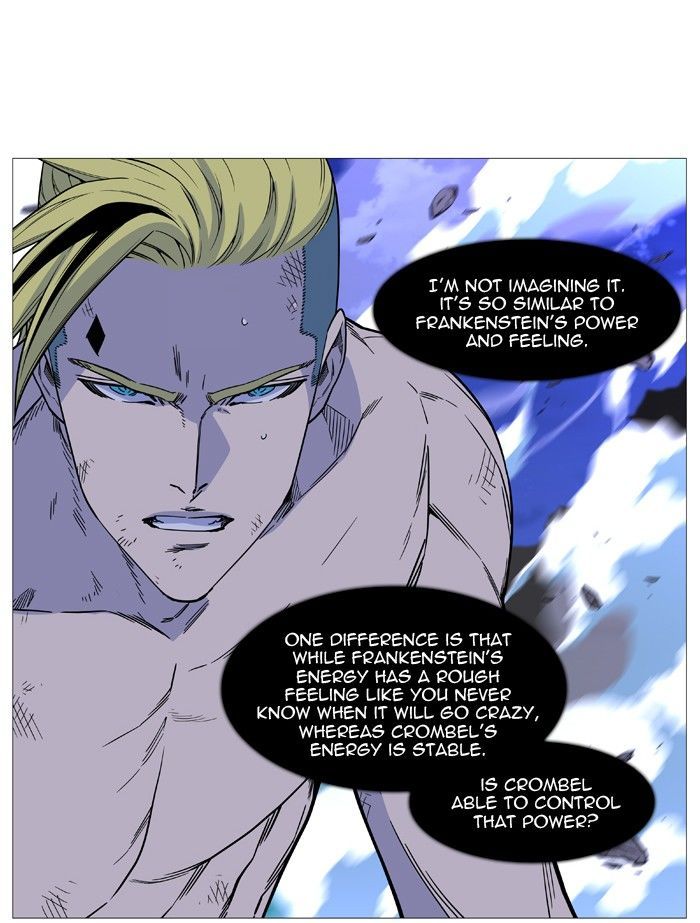 I'M NOT IMAGINING IT.
IT'S SO SIMILAR TO
FRANKENSTEIN'S POWER
AND FEELING.
ONE DIFFERENCE IS THAT
WHILE FRANKENSTEIN'S
ENERGY HAS A ROUGH
FEELING LIKE YOU NEVER
KNOW WHEN IT WILL GO CRAZY,
WHEREAS CROMBEL'S
ENERGY IS STABLE.
IS CROMBEL
ABLE TO CONTROL
THAT POWER?